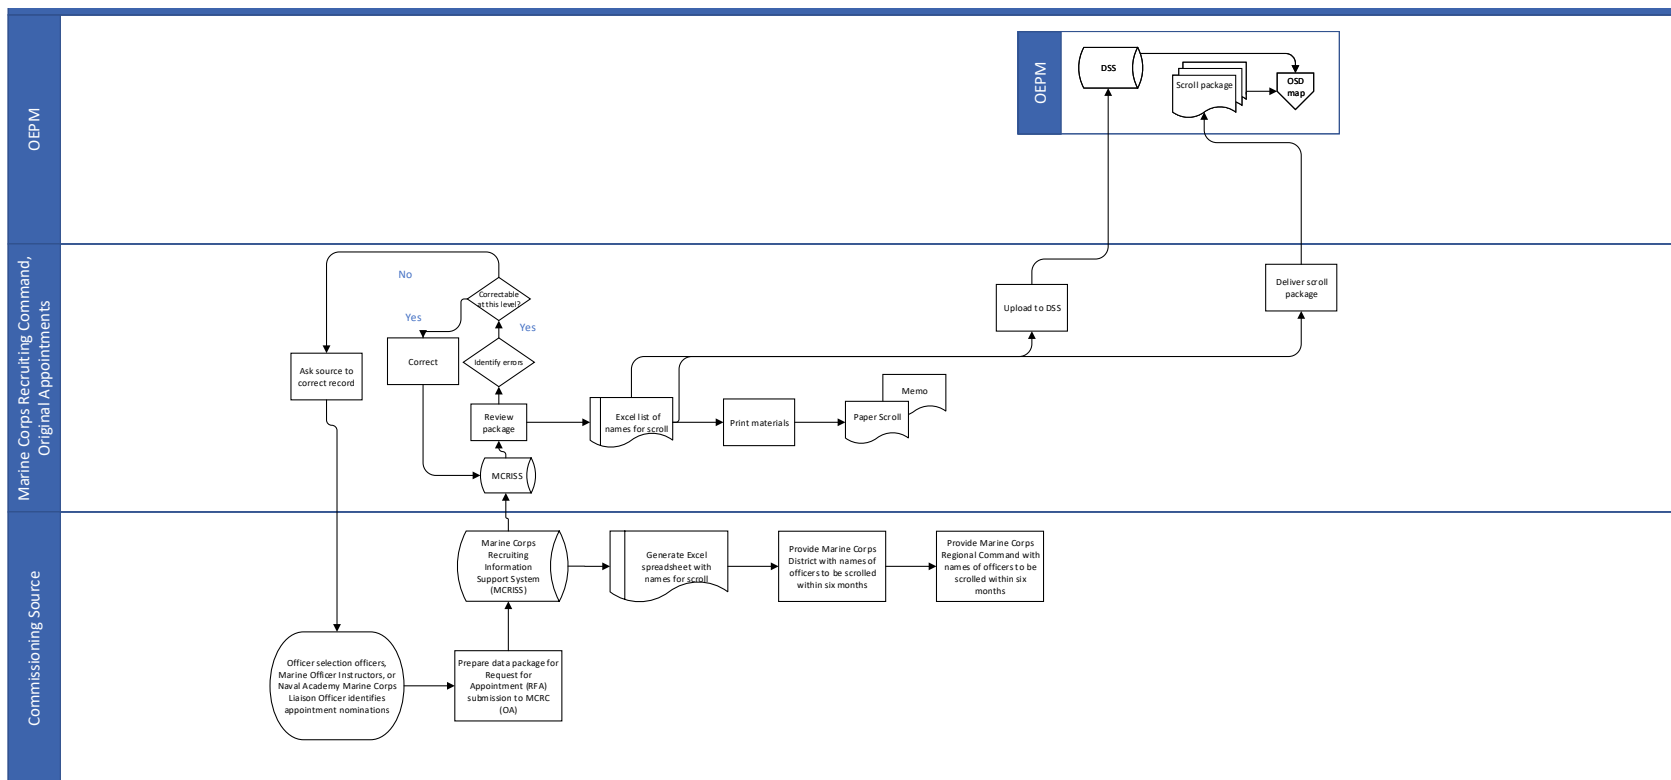 OEPM
OEPM
DSS
Scroll package
OSD
map
Marine Corps Recruiting Command,
Original Appointments
No
Correctable
at this level?
Yes
Yes
Correct
Identify errors
Ask source to
correct record
Review
package
MCRISS
Excel list of
names for scroll
Print materials
Paper Scroll
Memo
Upload to DSS
Deliver scroll
package
Commissioning Source
Marine Corps
Recruiting
Information
Support System
(MCRISS)
Generate Excel
spreadsheet with
names for scroll
Provide Marine Corps
District with names of
officers to be scrolled
within six months
Provide Marine Corps
Regional Command with
names of officers to be
scrolled within six
months
Officer selection officers,
Marine Officer Instructors, or
Naval Academy Marine Corps
Liaison Officer identifies
appointment nominations
Prepare data package for
Request for
Appointment (RFA)
submission to MCRC
(OA)